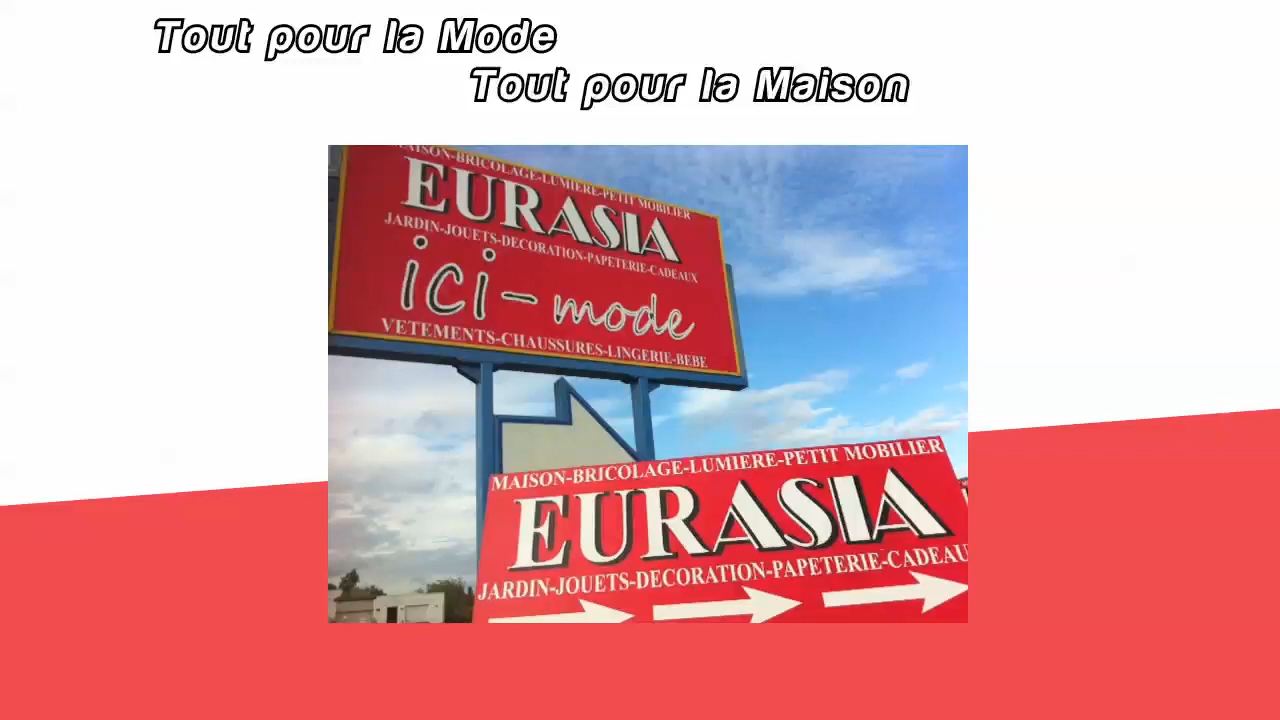 Tout pour la Mode
Tout pour la Maison
MAISON-BRICOLAGE-LUMIERE-PETIT MOBILIER
EURASIA
JARDIN-JOUETS-DECORATION-PAPETERIE-CADEAUX
ici-mode
VETEMENTS-CHAUSSURES-LINGERIE-BEBE
MAISON-BRICOLAGE-LUMIERE-PETIT MOBILIER
EURASIA
JARDIN-JOUETS-DECORATION-PAPETERIE-CADEAU